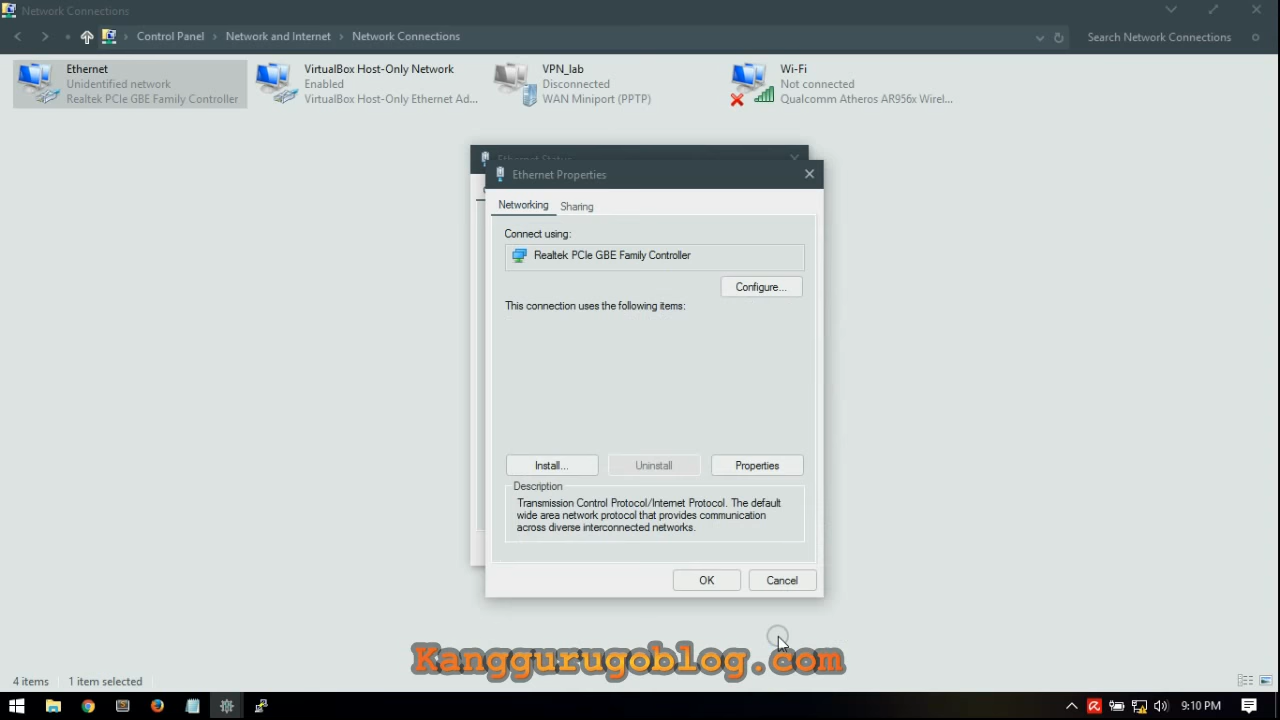 Network Connections
Control Panel > Network and Internet > Network Connections
Search Network Connections
Ethernet
Unidentified network
Realtek PCIe GBE Family Controller
VirtualBox Host-Only Network
Enabled
VirtualBox Host-Only Ethernet Ad...
VPN_lab
Disconnected
WAN Miniport (PPTP)
Wi-Fi
Not connected
Qualcomm Atheros AR956x Wirel...
Ethernet Status
Ethernet Properties
Networking
Sharing
Connect using:
Realtek PCIe GBE Family Controller
Configure...
This connection uses the following items:
Install...
Uninstall
Properties
Description
Transmission Control Protocol/Internet Protocol. The default
wide area network protocol that provides communication
across diverse interconnected networks.
OK
Cancel
Kanggurugoblog.com
4 items
1 item selected
9:10 PM